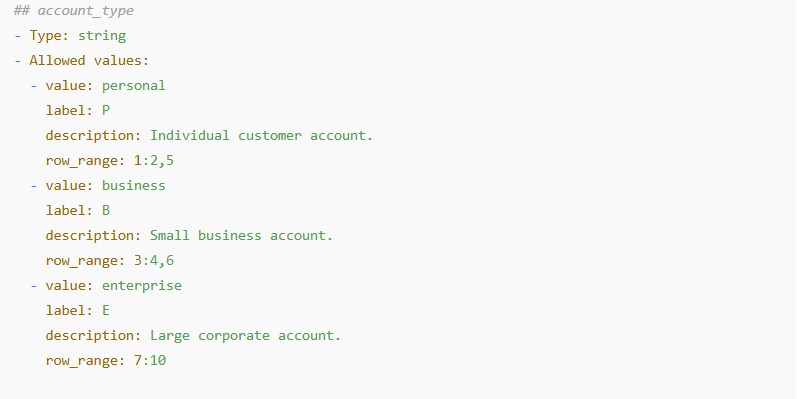 ## account_type
- Type: string
- Allowed values:
  - value: personal
    label: P
    description: Individual customer account.
    row_range: 1:2,5
  - value: business
    label: B
    description: Small business account.
    row_range: 3:4,6
  - value: enterprise
    label: E
    description: Large corporate account.
    row_range: 7:10